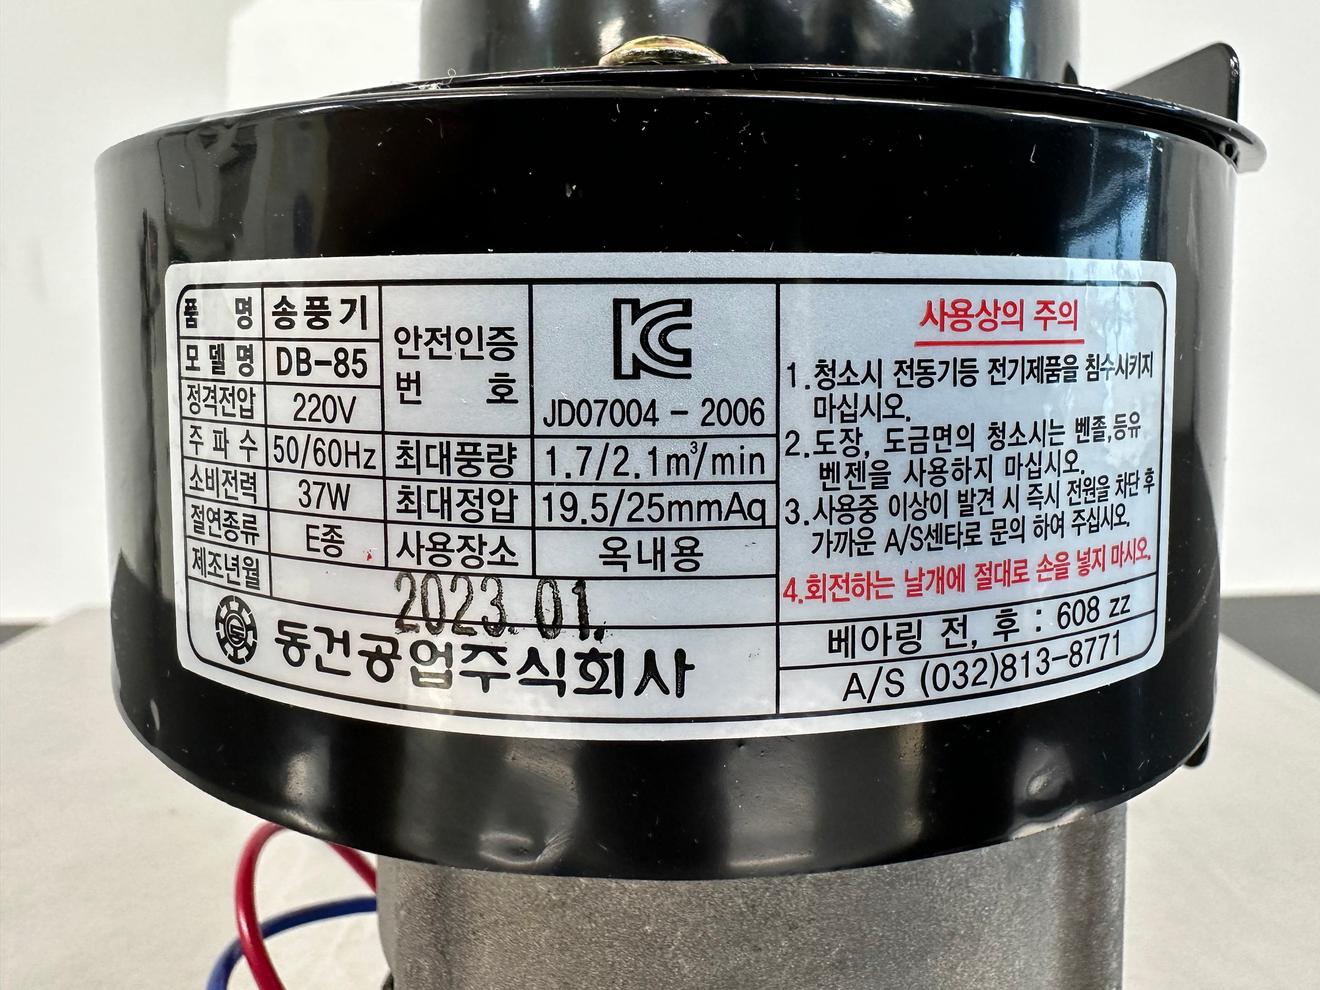 품 명 송풍기
모델명 DB-85
정격전압 220V
주파수 50/60Hz
소비전력 37W
절연종류 E종
제조년월 2023.01.
안전인증
번 호
KC
JD07004 - 2006
최대풍량 1.7/2.1m³/min
최대정압 19.5/25mmAq
사용장소 옥내용
동건공업주식회사
사용상의 주의
1.청소시 전동기등 전기제품을 침수시키지
마십시오.
2.도장, 도금면의 청소시는 벤졸,등유
벤젠을 사용하지 마십시오.
3.사용중 이상이 발견 시 즉시 전원을 차단 후
가까운 A/S센타로 문의 하여 주십시오.
4.회전하는 날개에 절대로 손을 넣지 마시오.
베아링 전, 후 : 608 zz
A/S (032)813-8771